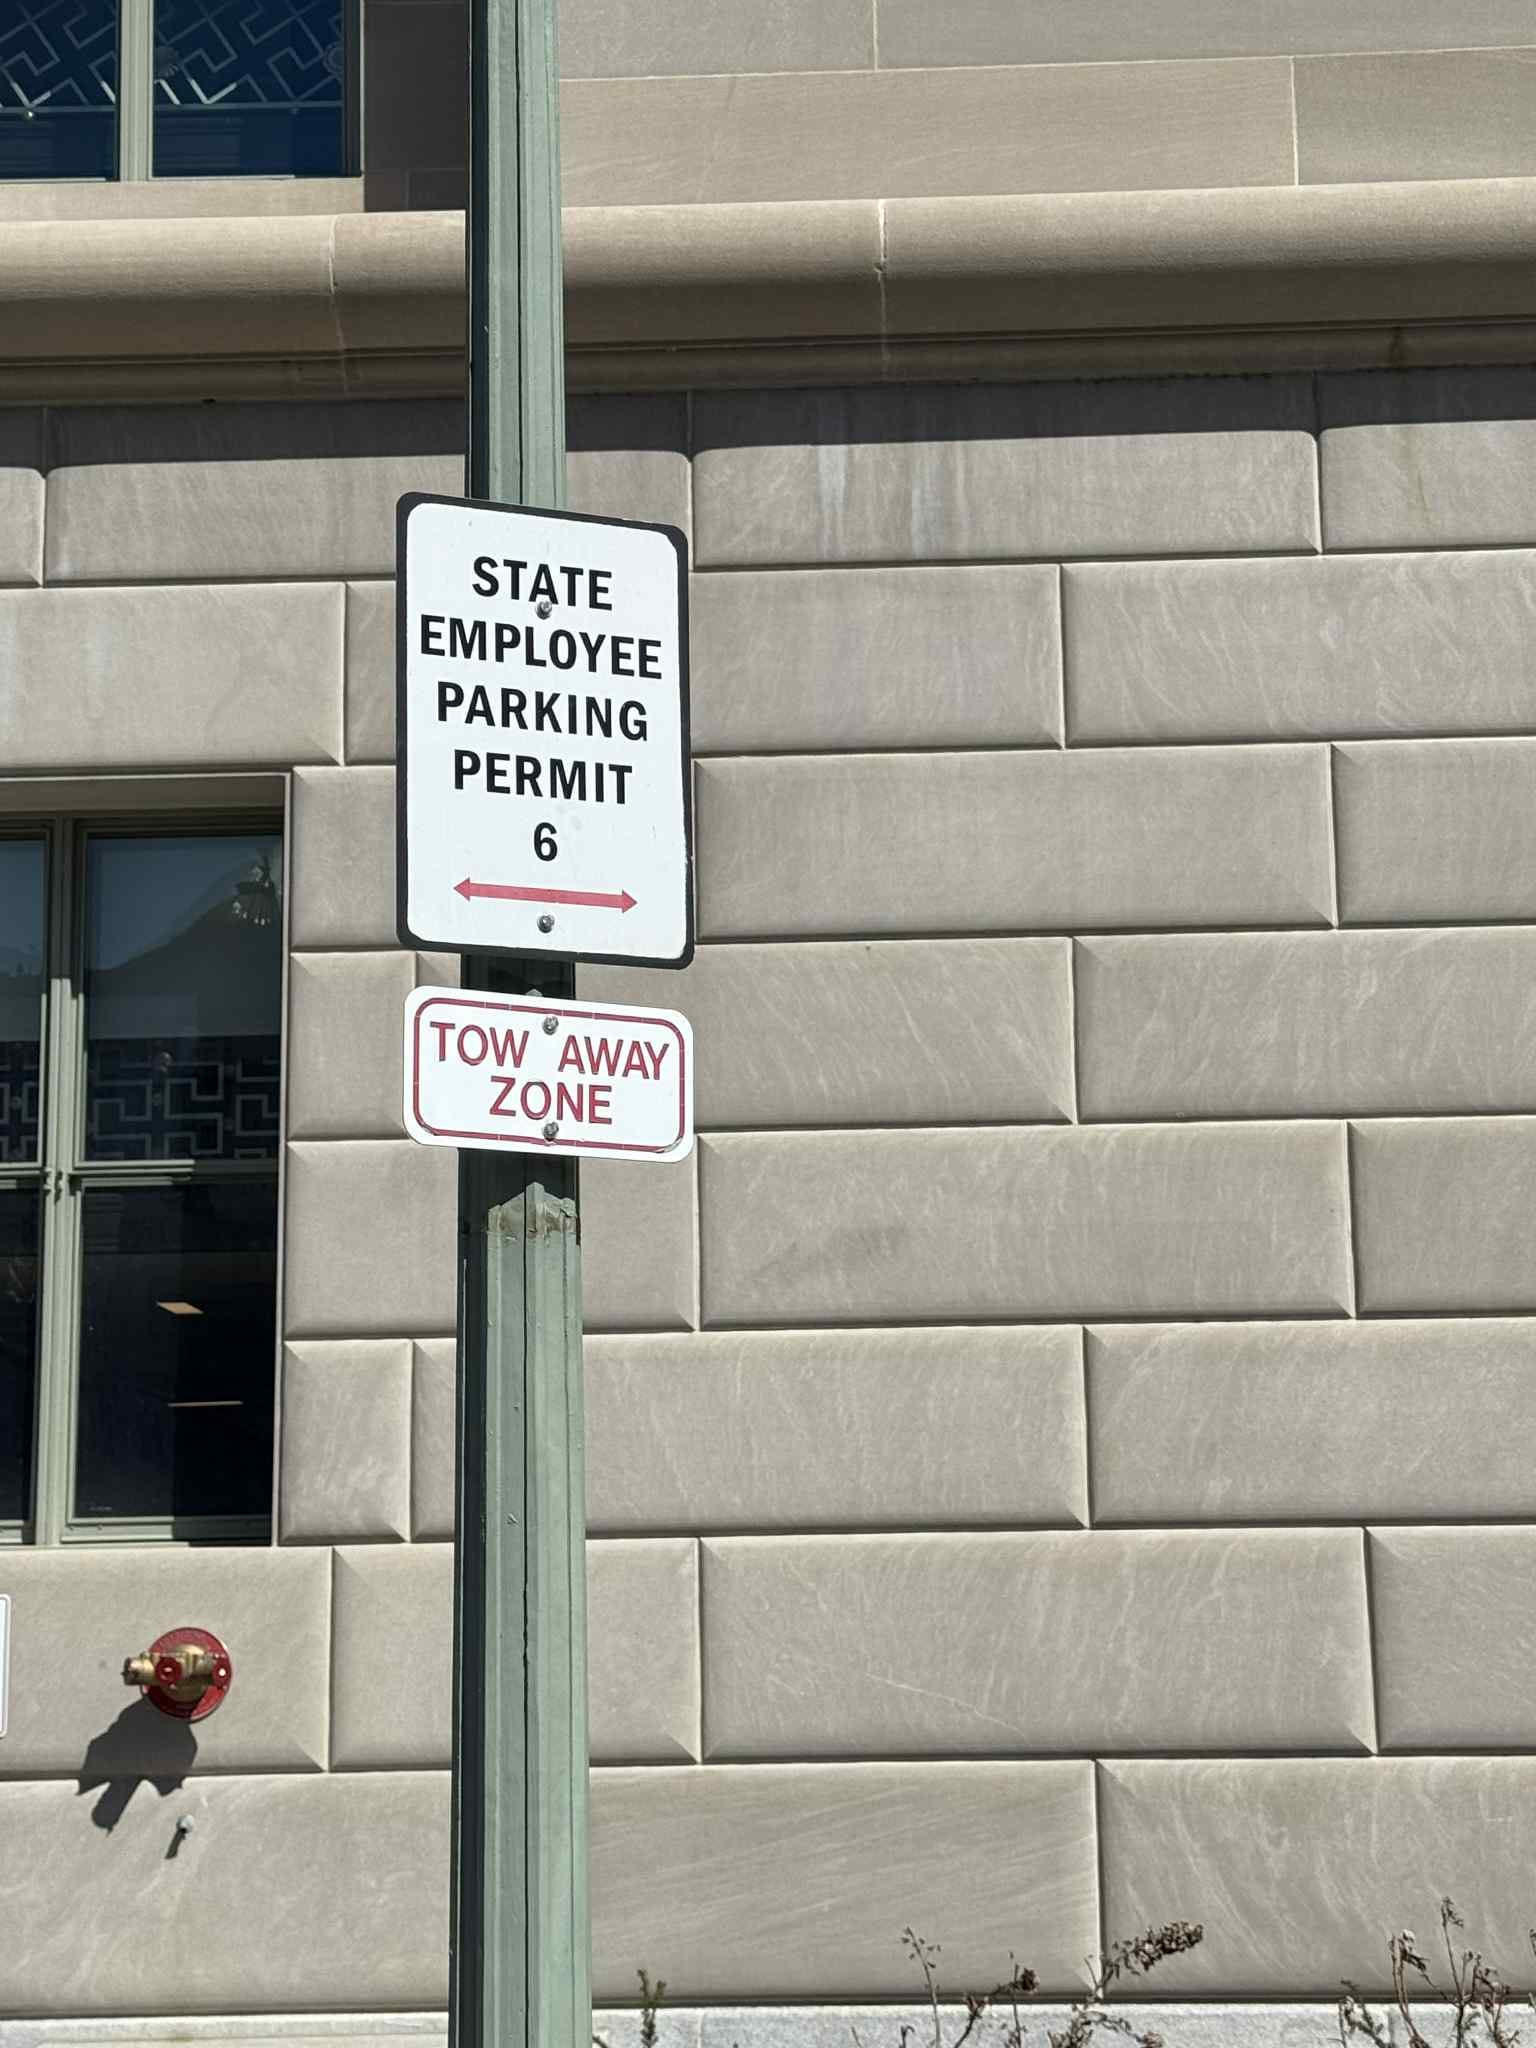 STATE
EMPLOYEE
PARKING
PERMIT
6
TOW AWAY
ZONE